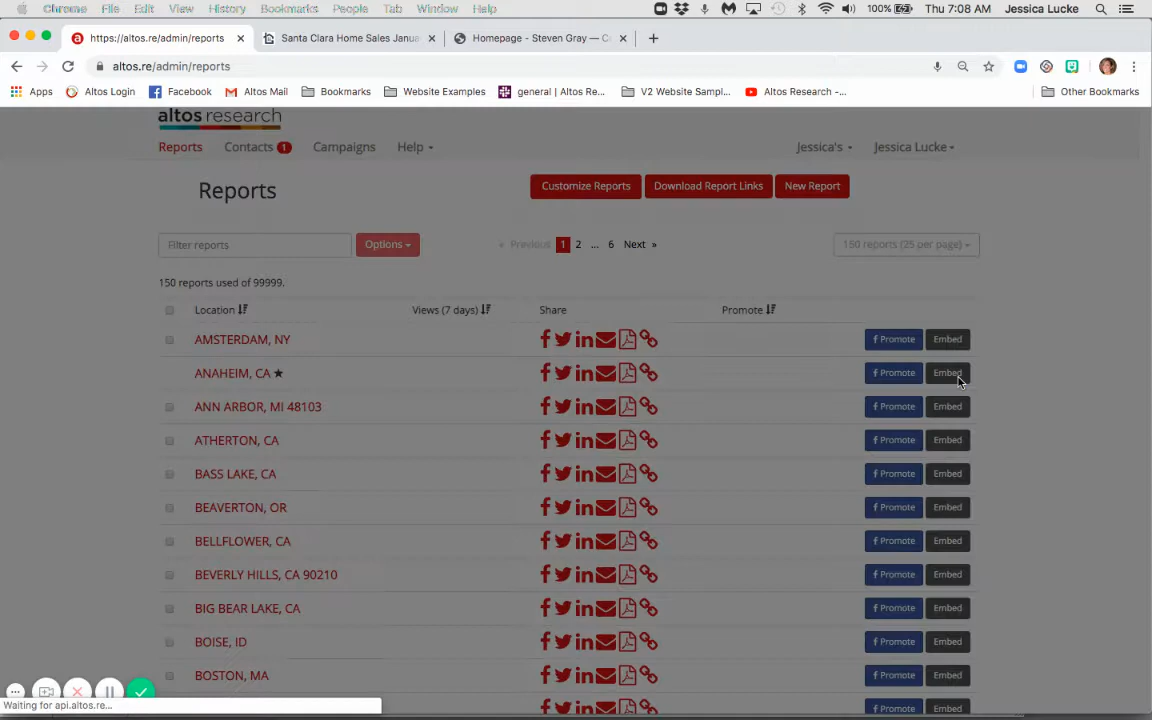 Chrome File Edit View History Bookmarks People Tab Window Help 100% Thu 7:08 AM Jessica Lucke
https://altos.re/admin/reports Santa Clara Home Sales Janua Homepage - Steven Gray — C
altos.re/admin/reports
Apps Altos Login Facebook Altos Mail Bookmarks Website Examples general | Altos Re... V2 Website Sampl... Altos Research -... Other Bookmarks
altos research
Reports Contacts 1 Campaigns Help Jessica's Jessica Lucke
Reports Customize Reports Download Report Links New Report
Filter reports Options « Previous 1 2 ... 6 Next » 150 reports (25 per page)
150 reports used of 99999.
Location Views (7 days) Share Promote
AMSTERDAM, NY Promote Embed
ANAHEIM, CA ★ Promote Embed
ANN ARBOR, MI 48103 Promote Embed
ATHERTON, CA Promote Embed
BASS LAKE, CA Promote Embed
BEAVERTON, OR Promote Embed
BELLFLOWER, CA Promote Embed
BEVERLY HILLS, CA 90210 Promote Embed
BIG BEAR LAKE, CA Promote Embed
BOISE, ID Promote Embed
BOSTON, MA Promote Embed
Promote Embed
Waiting for api.altos.re...